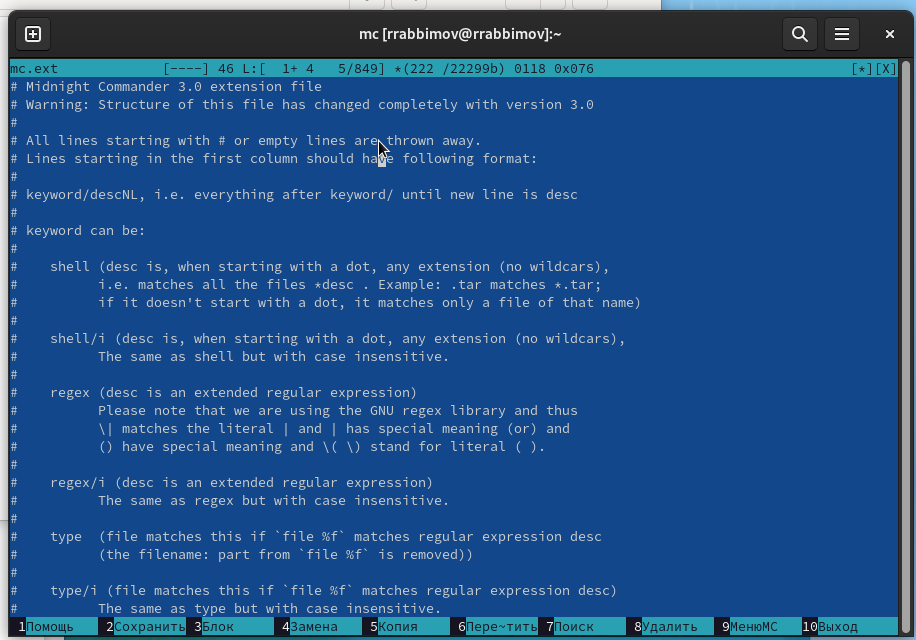 mc [rrabbimov@rrabbimov]:~
mc.ext [----] 46 L:[ 1+ 4 5/849] *(222 /22299b) 0118 0x076 [*][X]
# Midnight Commander 3.0 extension file
# Warning: Structure of this file has changed completely with version 3.0
#
# All lines starting with # or empty lines are thrown away.
# Lines starting in the first column should have following format:
#
# keyword/descNL, i.e. everything after keyword/ until new line is desc
#
# keyword can be:
#
#    shell (desc is, when starting with a dot, any extension (no wildcars),
#          i.e. matches all the files *desc . Example: .tar matches *.tar;
#          if it doesn't start with a dot, it matches only a file of that name)
#
#    shell/i (desc is, when starting with a dot, any extension (no wildcars),
#          The same as shell but with case insensitive.
#
#    regex (desc is an extended regular expression)
#          Please note that we are using the GNU regex library and thus
#          \| matches the literal | and | has special meaning (or) and
#          () have special meaning and \( \) stand for literal ( ).
#
#    regex/i (desc is an extended regular expression)
#          The same as regex but with case insensitive.
#
#    type  (file matches this if `file %f` matches regular expression desc
#          (the filename: part from `file %f` is removed))
#
#    type/i (file matches this if `file %f` matches regular expression desc)
#          The same as type but with case insensitive.
1Помощь 2Сохранить 3Блок 4Замена 5Копия 6Пере~тить 7Поиск 8Удалить 9МенюMC 10Выход